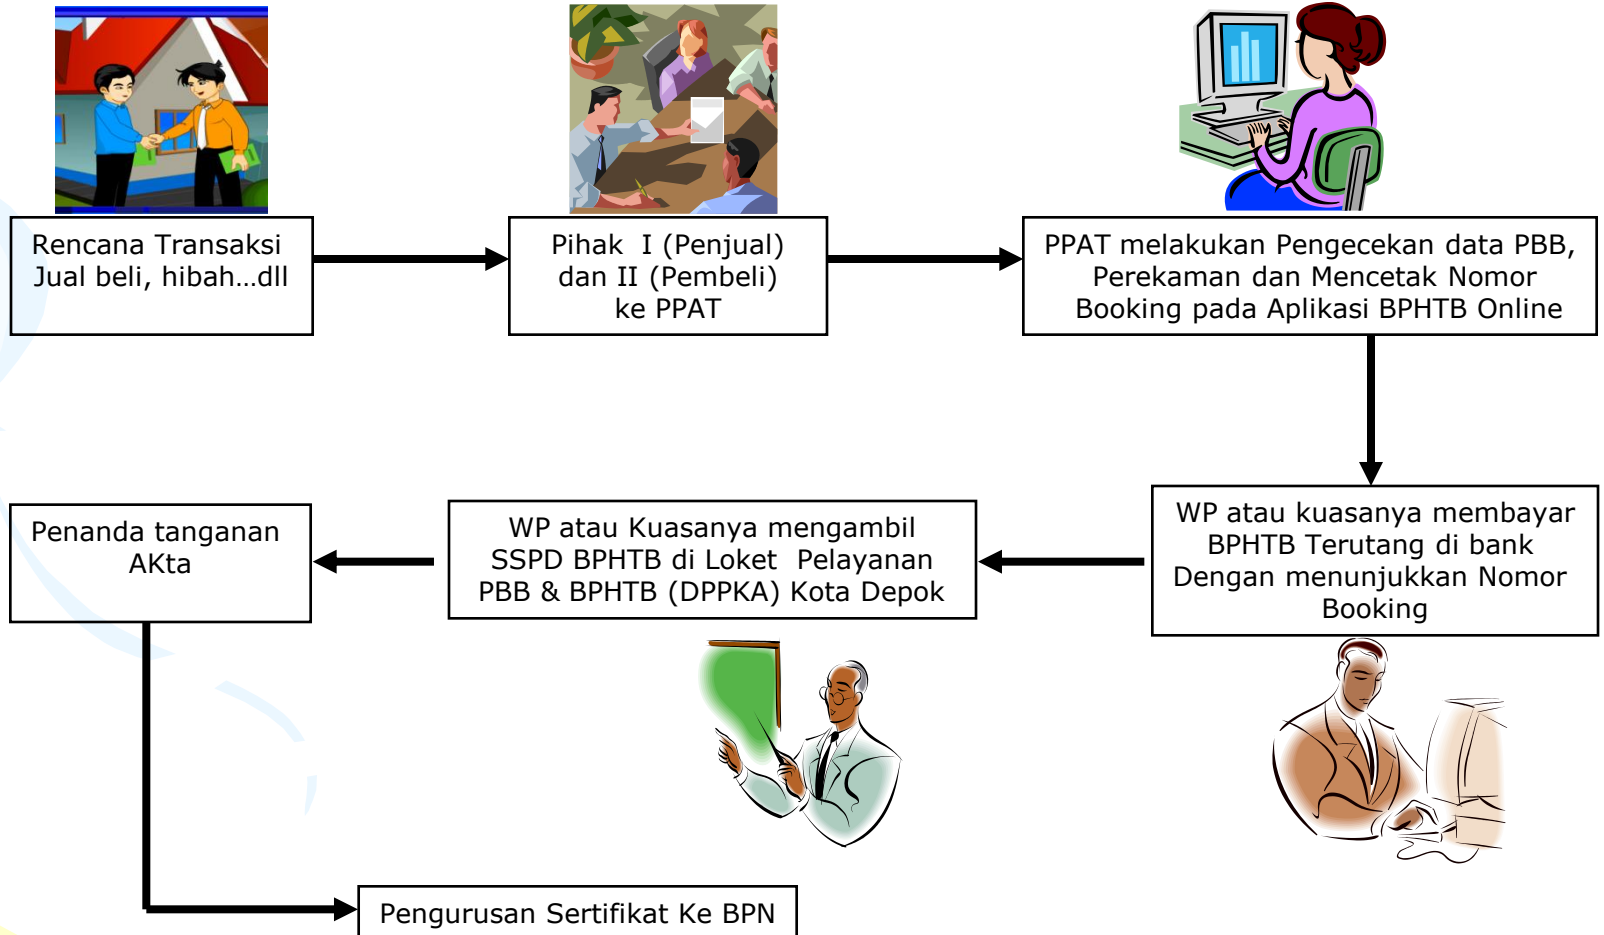 Rencana Transaksi
Jual beli, hibah...dll
Pihak I (Penjual)
dan II (Pembeli)
ke PPAT
PPAT melakukan Pengecekan data PBB,
Perekaman dan Mencetak Nomor
Booking pada Aplikasi BPHTB Online
WP atau kuasanya membayar
BPHTB Terutang di bank
Dengan menunjukkan Nomor
Booking
WP atau Kuasanya mengambil
SSPD BPHTB di Loket Pelayanan
PBB & BPHTB (DPPKA) Kota Depok
Penanda tanganan
AKta
Pengurusan Sertifikat Ke BPN